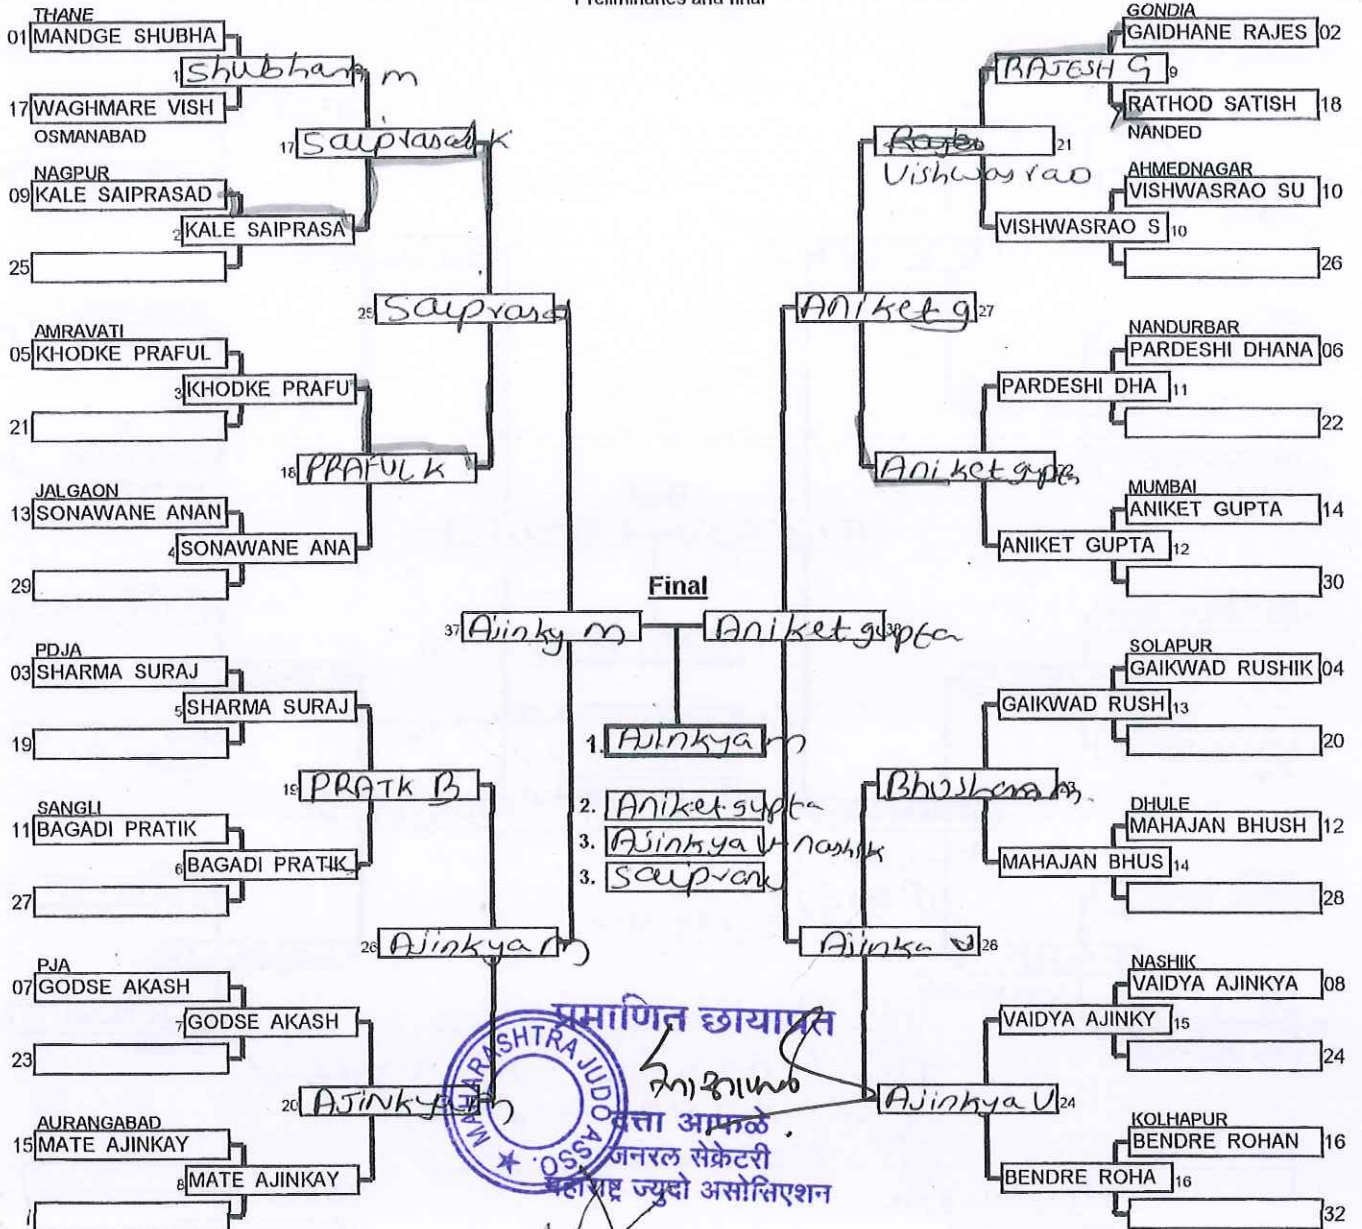 Preliminaries and final
THANE
01 MANDGE SHUBHA
1 Shubham m
17 WAGHMARE VISH
OSMANABAD
17 Saiprasad K
NAGPUR
09 KALE SAIPRASAD
2 KALE SAIPRASA
25
25 Saiprasad
AMRAVATI
05 KHODKE PRAFUL
3 KHODKE PRAFU
21
18 PRAFUL K
JALGAON
13 SONAWANE ANAN
4 SONAWANE ANA
29
37 Ajinky m
PDJA
03 SHARMA SURAJ
5 SHARMA SURAJ
19
19 PRATK B
SANGLI
11 BAGADI PRATIK
6 BAGADI PRATIK
27
26 Ajinkya m
PJA
07 GODSE AKASH
7 GODSE AKASH
23
20 AJINKYA m
AURANGABAD
15 MATE AJINKAY
8 MATE AJINKAY
Final
1. Ajinkya m
2. Aniket gupta
3. Ajinkya V nashik
3. Saiprasad
GONDIA
GAIDHANE RAJES 02
RAJESH G 9
RATHOD SATISH 18
NANDED
21
Vishwasrao
AHMEDNAGAR
VISHWASRAO SU 10
VISHWASRAO S 10
26
Aniket g 27
NANDURBAR
PARDESHI DHANA 06
PARDESHI DHA 11
22
Aniket gupta
MUMBAI
ANIKET GUPTA 14
ANIKET GUPTA 12
30
Aniket gupta
SOLAPUR
GAIKWAD RUSHIK 04
GAIKWAD RUSH 13
20
Bhushan m.
DHULE
MAHAJAN BHUSH 12
MAHAJAN BHUS 14
28
Ajinka V 28
NASHIK
VAIDYA AJINKYA 08
VAIDYA AJINKY 15
24
Ajinkya V 24
KOLHAPUR
BENDRE ROHAN 16
BENDRE ROHA 16
32
प्रमाणित छायाप्रत
दत्ता आफळे
जनरल सेक्रेटरी
महाराष्ट्र ज्युदो असोसिएशन
MAHARASHTRA JUDO ASSO.